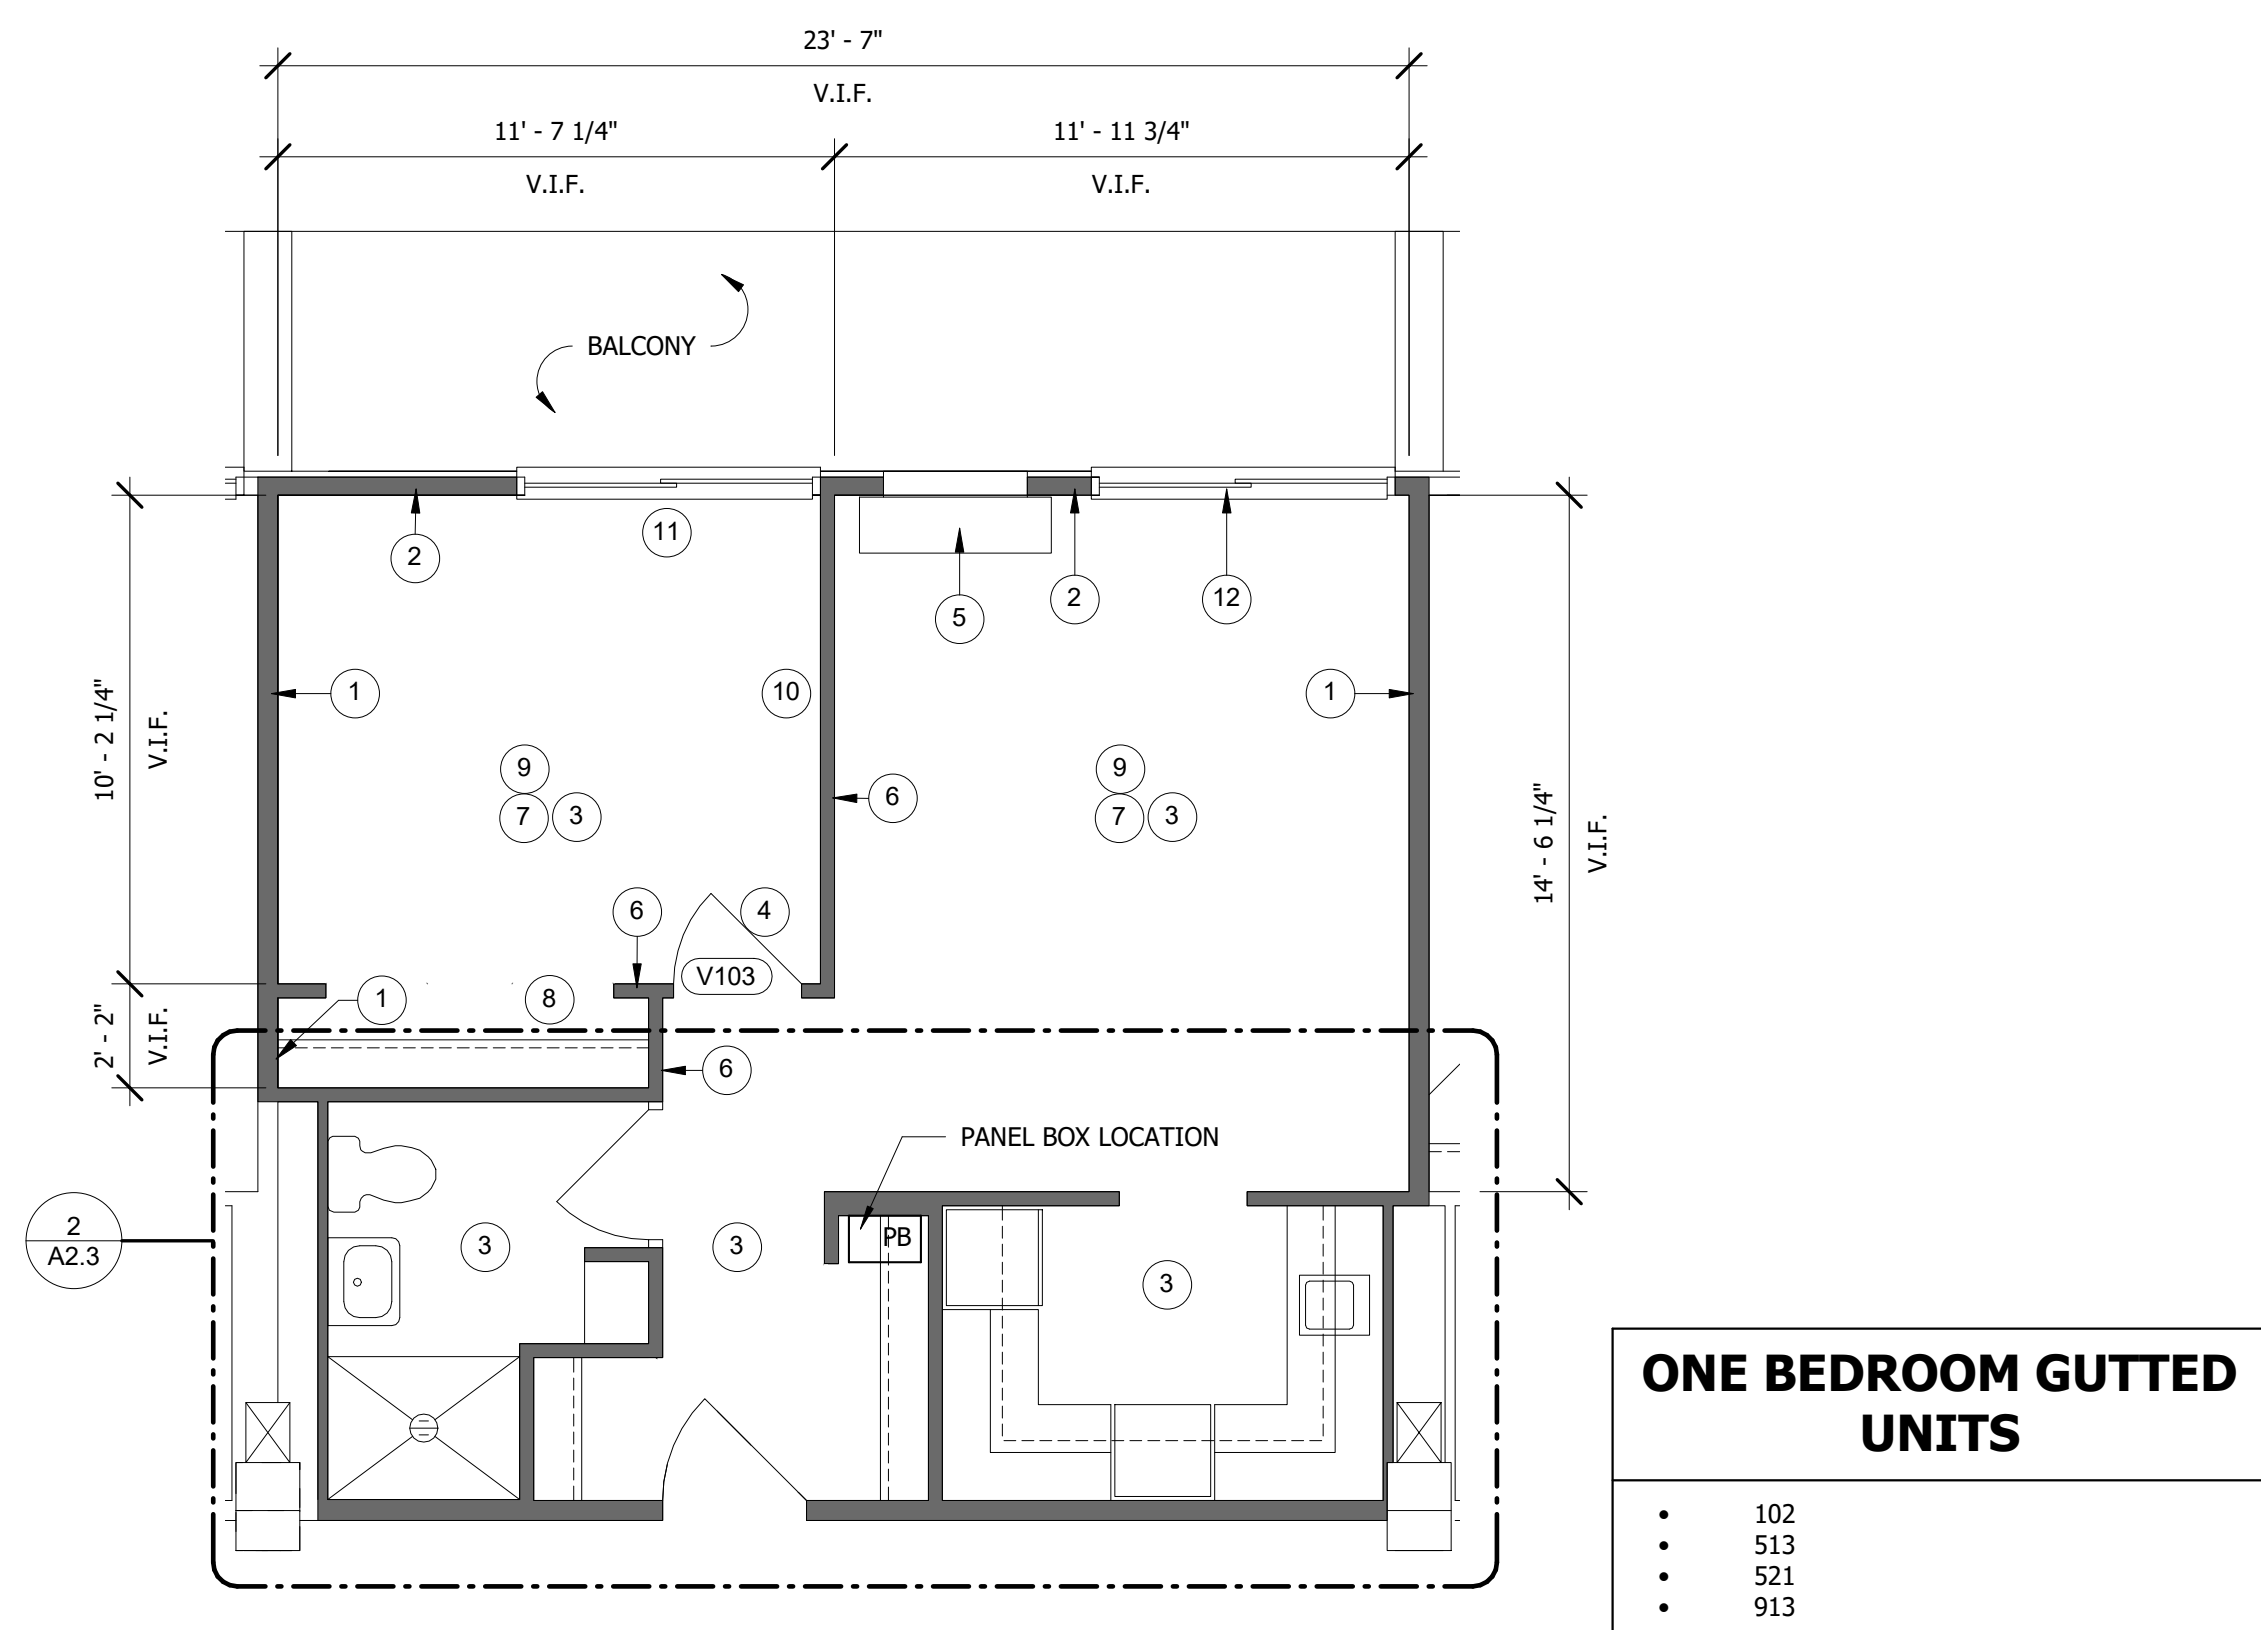 23' - 7"
V.I.F.
11' - 7 1/4"
11' - 11 3/4"
V.I.F.
V.I.F.
BALCONY
11
2
2
12
5
1
10
1
10' - 2 1/4"
V.I.F.
9
7
3
6
9
7
3
14' - 6 1/4"
V.I.F.
6
4
V103
1
8
2' - 2"
V.I.F.
6
PANEL BOX LOCATION
2
A2.3
3
3
PB
3
ONE BEDROOM GUTTED
UNITS
• 102
• 513
• 521
• 913